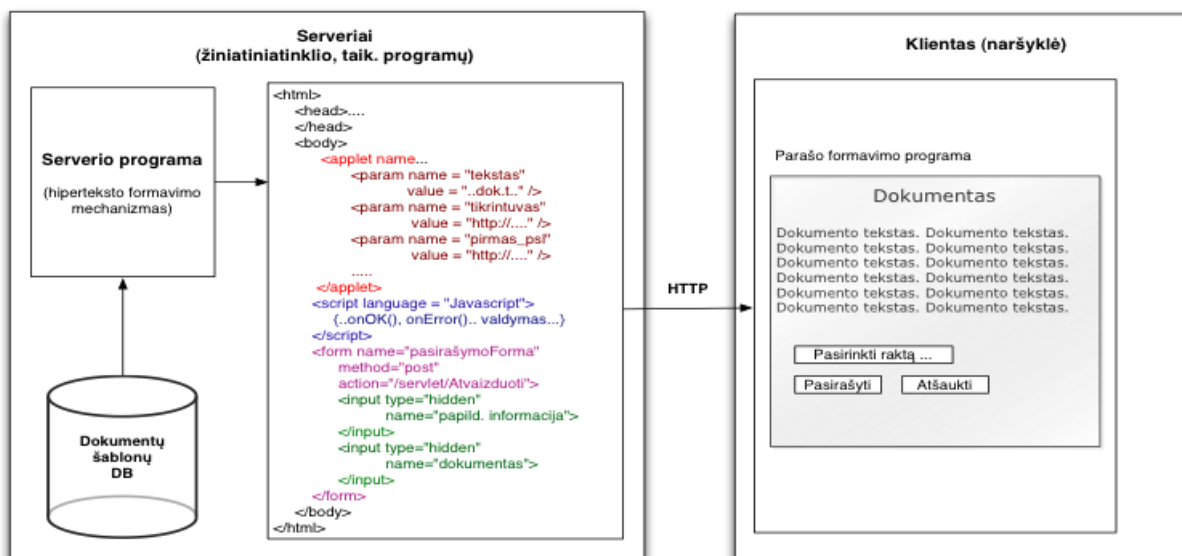 Serveriai
(žiniatiniatinklio, taik. programų)
Serverio programa
(hiperteksto formavimo
mechanizmas)
Dokumentų
šablonų
DB
<html>
<head>....
</head>
<body>
<applet name...
<param name = "tekstas"
value = "..dok.t.." />
<param name = "tikrintuvas"
value = "http://...." />
<param name = "pirmas_psl"
value = "http://...." />
.....
</applet>
<script language = "Javascript">
{..onOK(), onError().. valdymas...}
</script>
<form name="pasirašymoForma"
method="post"
action="/servlet/Atvaizduoti">
<input type="hidden"
name="papild. informacija">
</input>
<input type="hidden"
name="dokumentas">
</input>
</form>
</body>
</html>
HTTP
Klientas (naršyklė)
Parašo formavimo programa
Dokumentas
Dokumento tekstas. Dokumento tekstas.
Dokumento tekstas. Dokumento tekstas.
Dokumento tekstas. Dokumento tekstas.
Dokumento tekstas. Dokumento tekstas.
Dokumento tekstas. Dokumento tekstas.
Dokumento tekstas. Dokumento tekstas.
Pasirinkti raktą ...
Pasirašyti
Atšaukti